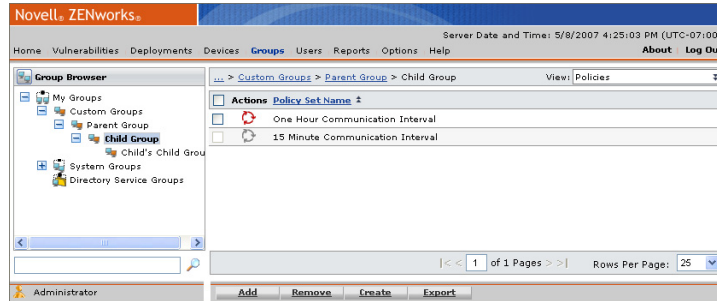 Novell® ZENworks®
Server Date and Time: 5/8/2007 4:25:03 PM (UTC-07:00
Home Vulnerabilities Deployments Devices Groups Users Reports Options Help About Log Ou
Group Browser
... > Custom Groups > Parent Group > Child Group View: Policies
My Groups
Custom Groups
Parent Group
Child Group
Child's Child Grou
System Groups
Directory Service Groups
Actions Policy Set Name
One Hour Communication Interval
15 Minute Communication Interval
|< < 1 of 1 Pages > >| Rows Per Page: 25
Administrator
Add Remove Create Export